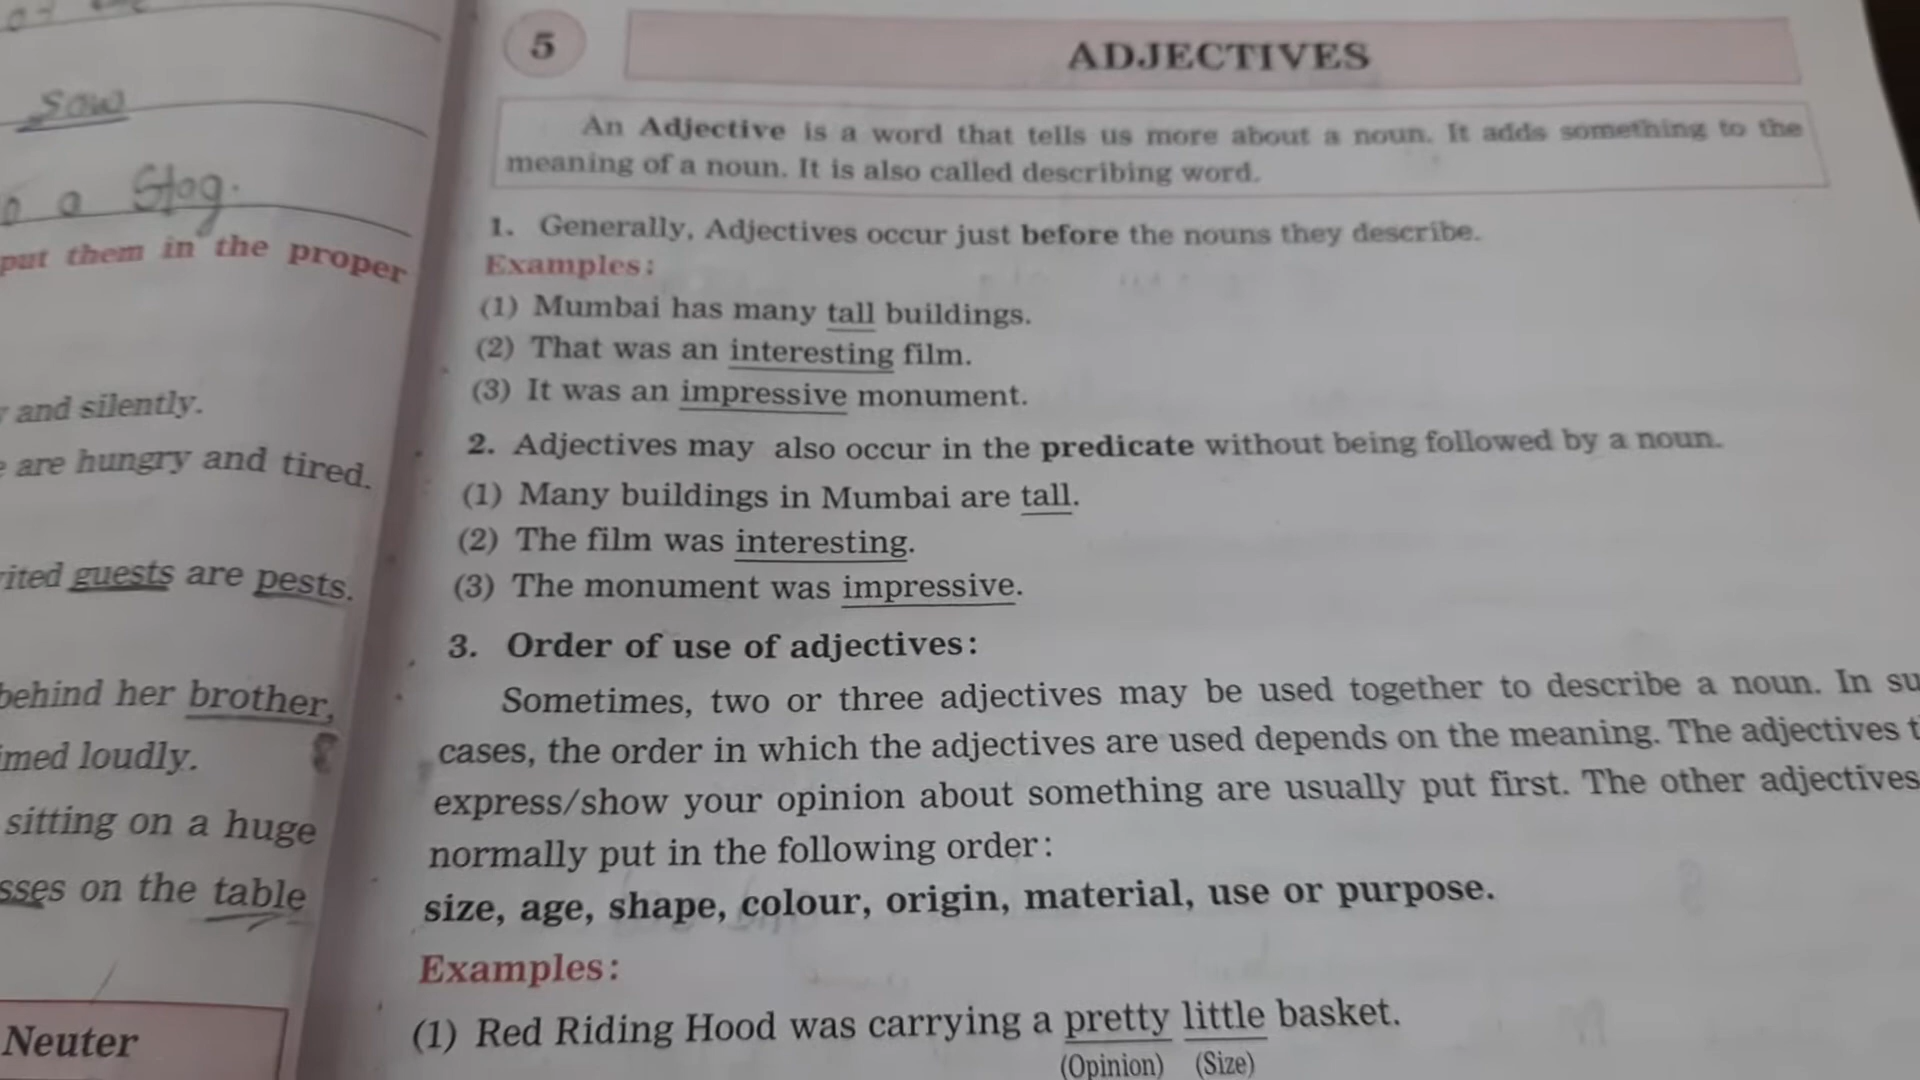 Sow
a Stag.
put them in the proper
and silently.
are hungry and tired.
guests are pests.
behind her brother,
loudly.
sitting on a huge
on the table
Neuter
5
ADJECTIVES
An Adjective is a word that tells us more about a noun. It adds something to the
meaning of a noun. It is also called describing word.
1. Generally, Adjectives occur just before the nouns they describe.
Examples:
(1) Mumbai has many tall buildings.
(2) That was an interesting film.
(3) It was an impressive monument.
2. Adjectives may also occur in the predicate without being followed by a noun.
(1) Many buildings in Mumbai are tall.
(2) The film was interesting.
(3) The monument was impressive.
3. Order of use of adjectives:
Sometimes, two or three adjectives may be used together to describe a noun. In
cases, the order in which the adjectives are used depends on the meaning. The adjectives
express/show your opinion about something are usually put first. The other adjectives
normally put in the following order:
size, age, shape, colour, origin, material, use or purpose.
Examples:
(1) Red Riding Hood was carrying a pretty little basket.
(Opinion) (Size)